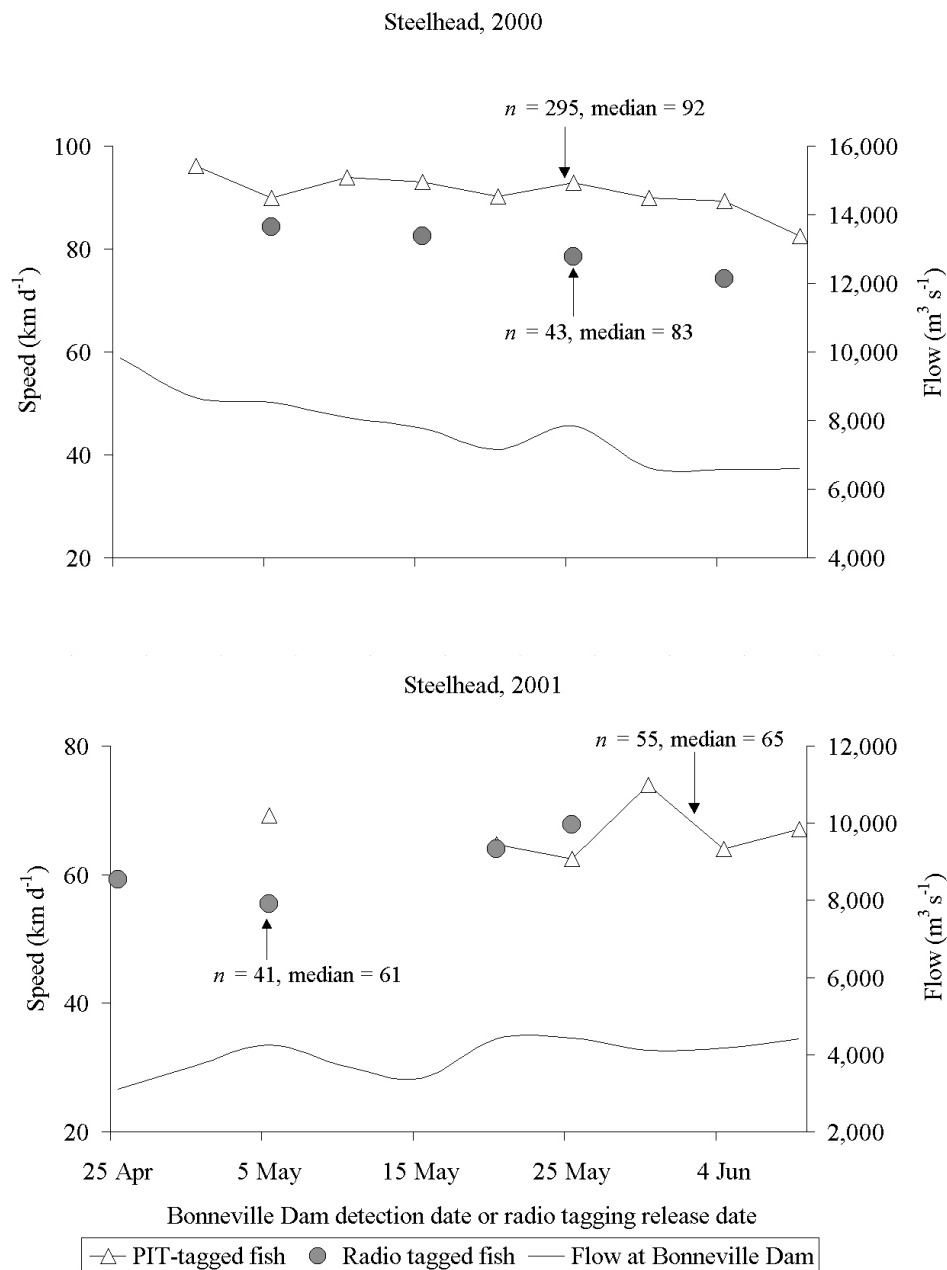 Steelhead, 2000
n = 295, median = 92
100
80
60
40
20
Speed (km d-1)
16,000
14,000
12,000
10,000
8,000
6,000
4,000
Flow (m3 s-1)
n = 43, median = 83
Steelhead, 2001
n = 55, median = 65
80
60
40
20
Speed (km d-1)
12,000
10,000
8,000
6,000
4,000
2,000
Flow (m3 s-1)
n = 41, median = 61
25 Apr 5 May 15 May 25 May 4 Jun
Bonneville Dam detection date or radio tagging release date
PIT-tagged fish Radio tagged fish Flow at Bonneville Dam